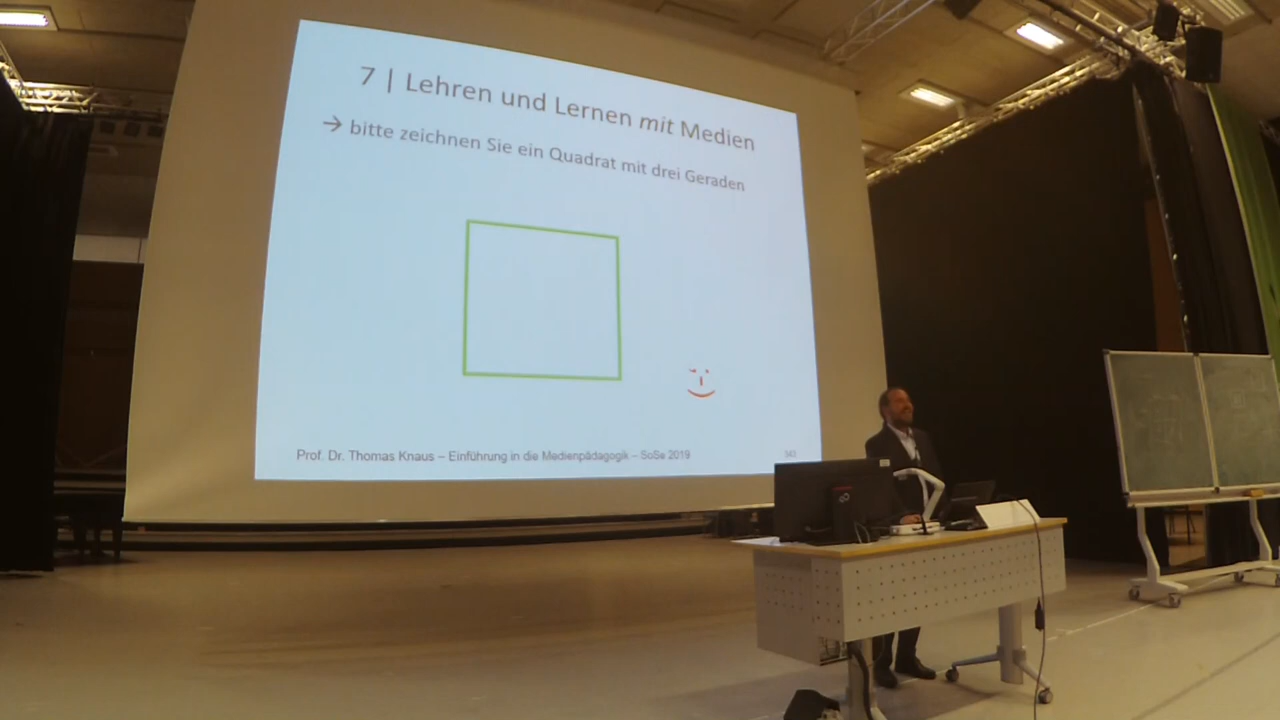 7 | Lehren und Lernen mit Medien
→ bitte zeichnen Sie ein Quadrat mit drei Geraden
Prof. Dr. Thomas Knaus – Einführung in die Medienpädagogik – SoSe 2019
343